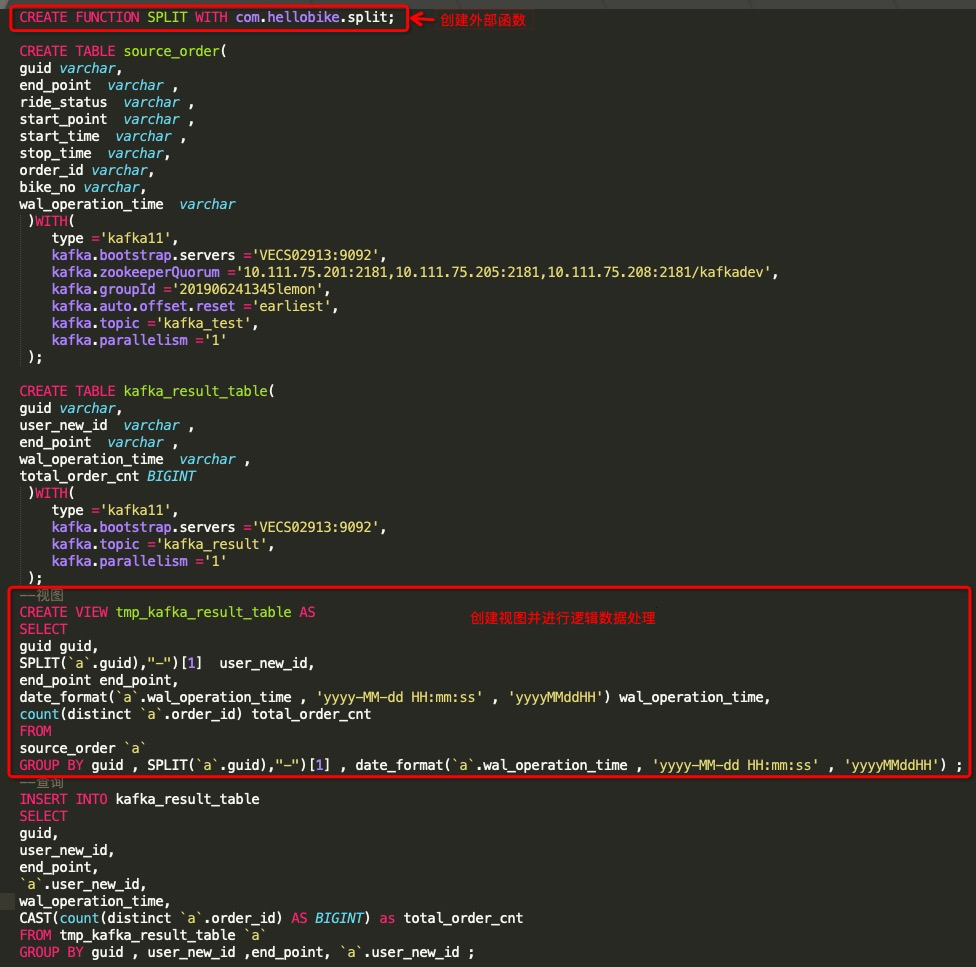 CREATE FUNCTION SPLIT WITH com.hellobike.split; 创建外部函数
CREATE TABLE source_order(
guid varchar,
end_point varchar ,
ride_status varchar ,
start_point varchar ,
start_time varchar ,
stop_time varchar,
order_id varchar,
bike_no varchar,
wal_operation_time varchar
)WITH(
type ='kafka11',
kafka.bootstrap.servers ='VECS02913:9092',
kafka.zookeeperQuorum ='10.111.75.201:2181,10.111.75.205:2181,10.111.75.208:2181/kafkadev',
kafka.groupId ='201906241345lemon',
kafka.auto.offset.reset ='earliest',
kafka.topic ='kafka_test',
kafka.parallelism ='1'
);
CREATE TABLE kafka_result_table(
guid varchar,
user_new_id varchar ,
end_point varchar ,
wal_operation_time varchar ,
total_order_cnt BIGINT
)WITH(
type ='kafka11',
kafka.bootstrap.servers ='VECS02913:9092',
kafka.topic ='kafka_result',
kafka.parallelism ='1'
);
--视图
CREATE VIEW tmp_kafka_result_table AS
创建视图并进行逻辑数据处理
SELECT
guid guid,
SPLIT(`a`.guid),"-")[1] user_new_id,
end_point end_point,
date_format(`a`.wal_operation_time , 'yyyy-MM-dd HH:mm:ss' , 'yyyyMMddHH') wal_operation_time,
count(distinct `a`.order_id) total_order_cnt
FROM
source_order `a`
GROUP BY guid , SPLIT(`a`.guid),"-")[1] , date_format(`a`.wal_operation_time , 'yyyy-MM-dd HH:mm:ss' , 'yyyyMMddHH') ;
--查询
INSERT INTO kafka_result_table
SELECT
guid,
user_new_id,
end_point,
`a`.user_new_id,
wal_operation_time,
CAST(count(distinct `a`.order_id) AS BIGINT) as total_order_cnt
FROM tmp_kafka_result_table `a`
GROUP BY guid , user_new_id ,end_point, `a`.user_new_id ;